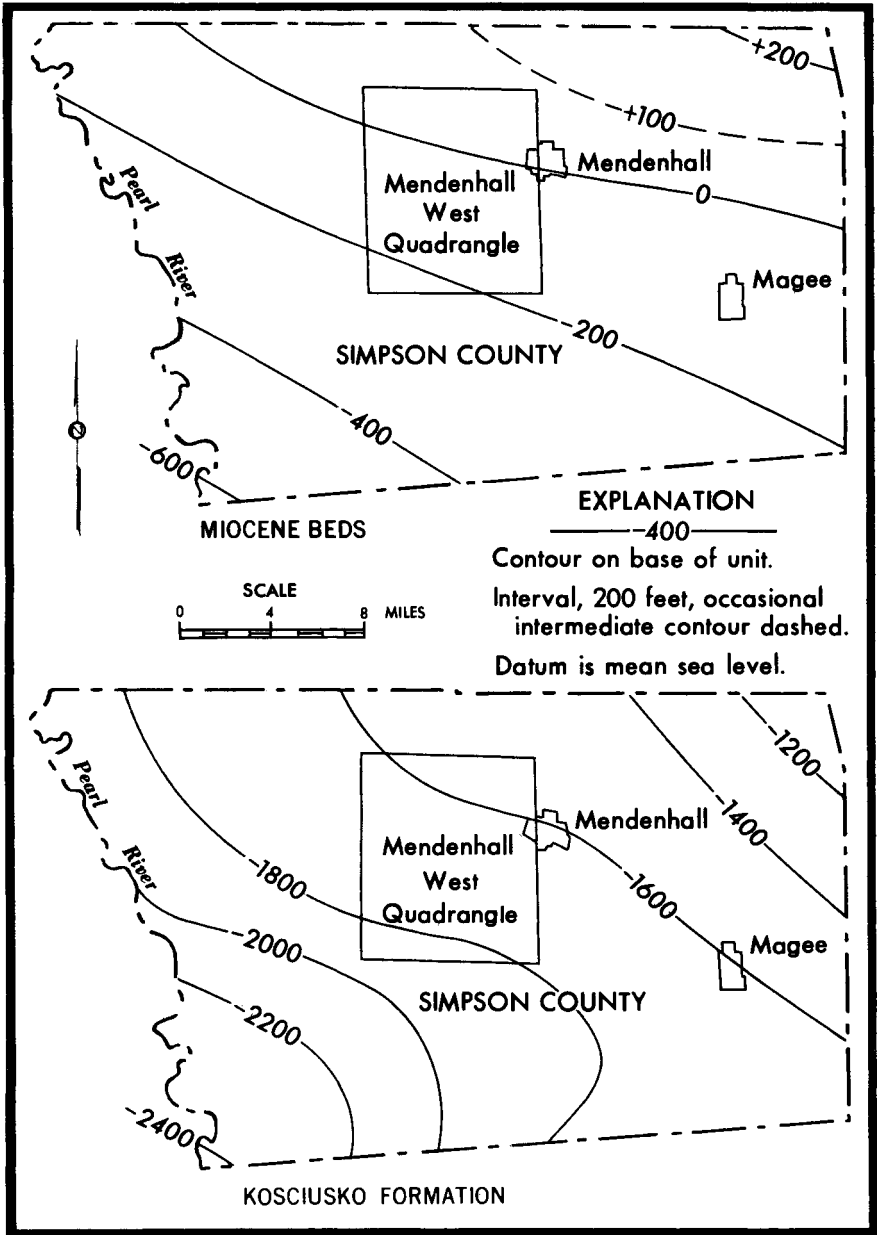 +200
+100
Mendenhall
Mendenhall
West
Quadrangle
0
Pearl
River
Magee
-200
SIMPSON COUNTY
-400
-600
MIOCENE BEDS
EXPLANATION
-400
Contour on base of unit.
Interval, 200 feet, occasional
intermediate contour dashed.
Datum is mean sea level.
SCALE
0 4 8 MILES
-1200
-1400
Pearl
River
Mendenhall
Mendenhall
West
Quadrangle
-1800
-1600
-2000
Magee
SIMPSON COUNTY
-2200
-2400
KOSCIUSKO FORMATION